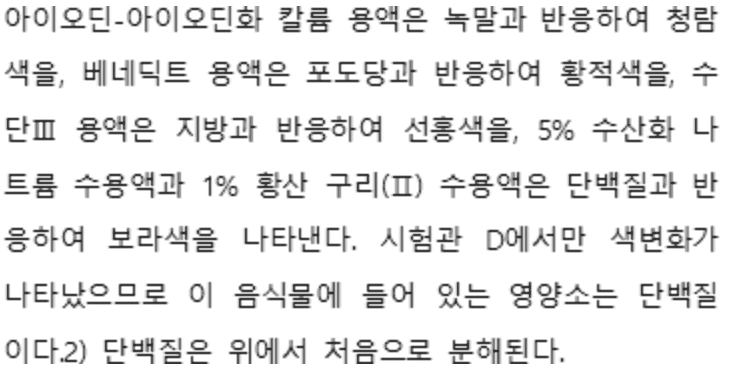 아이오딘-아이오딘화 칼륨 용액은 녹말과 반응하여 청람
색을, 베네딕트 용액은 포도당과 반응하여 황적색을, 수
단Ⅲ 용액은 지방과 반응하여 선홍색을, 5% 수산화 나
트륨 수용액과 1% 황산 구리(Ⅱ) 수용액은 단백질과 반
응하여 보라색을 나타낸다. 시험관 D에서만 색변화가
나타났으므로 이 음식물에 들어 있는 영양소는 단백질
이다.2) 단백질은 위에서 처음으로 분해된다.